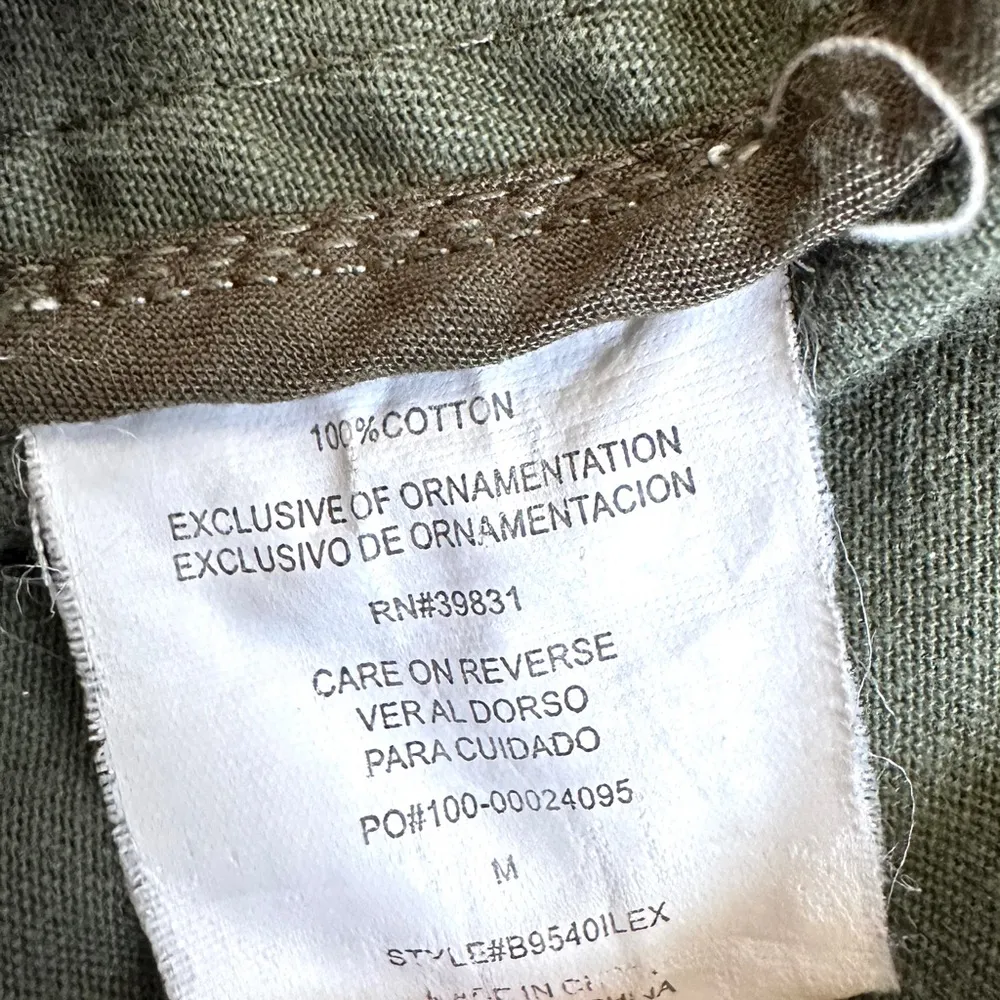 100%COTTON
EXCLUSIVE OF ORNAMENTATION
EXCLUSIVO DE ORNAMENTACION
RN#39831
CARE ON REVERSE
VER AL DORSO
PARA CUIDADO
PO#100-00024095
M
STYLE#B9540ILEX
IN